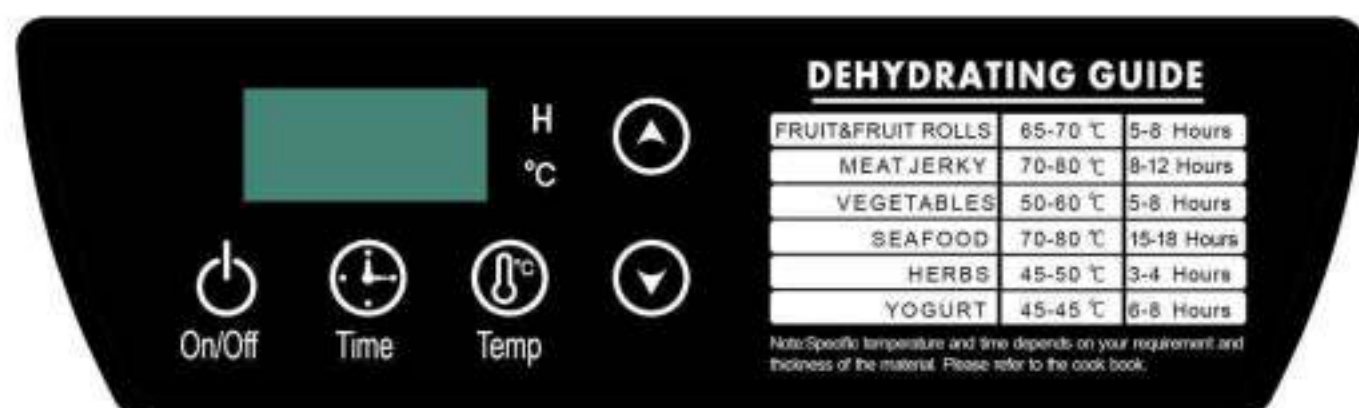 H
°C
On/Off
Time
°C
Temp
DEHYDRATING GUIDE
FRUIT&FRUIT ROLLS 65-70 ℃ 5-8 Hours
MEAT JERKY 70-80 ℃ 8-12 Hours
VEGETABLES 50-60 ℃ 5-8 Hours
SEAFOOD 70-80 ℃ 15-18 Hours
HERBS 45-50 ℃ 3-4 Hours
YOGURT 45-45 ℃ 6-8 Hours
Note:Specific temperature and time depends on your requirement and
thickness of the material. Please refer to the cook book.